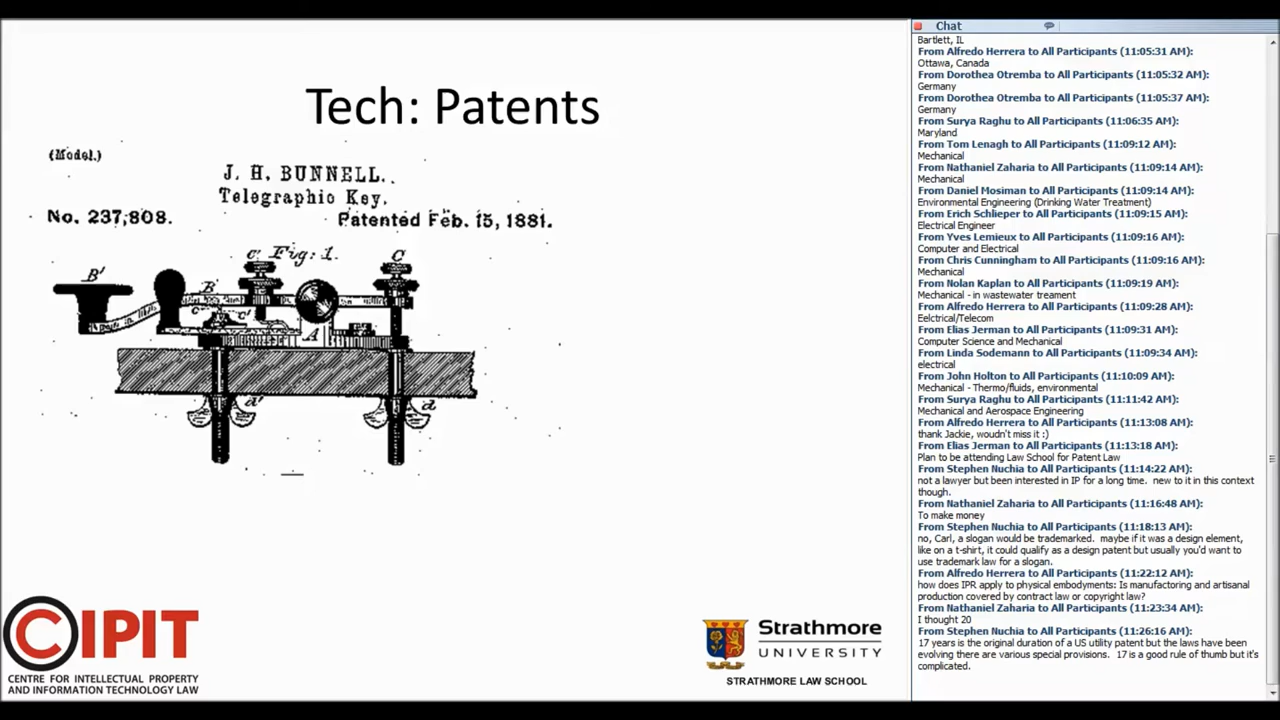 Tech: Patents
(Model.)
J. H. BUNNELL.
Telegraphic Key.
No. 237,808.
Patented Feb. 15, 1881.
c Fig: 1. C
B' B
c' c'
A
d' d
CIPIT
CENTRE FOR INTELLECTUAL PROPERTY
AND INFORMATION TECHNOLOGY LAW
Strathmore
UNIVERSITY
STRATHMORE LAW SCHOOL
Chat
Bartlett, IL
From Alfredo Herrera to All Participants (11:05:31 AM):
Ottawa, Canada
From Dorothea Otremba to All Participants (11:05:32 AM):
Germany
From Dorothea Otremba to All Participants (11:05:37 AM):
Germany
From Surya Raghu to All Participants (11:06:35 AM):
Maryland
From Tom Lenagh to All Participants (11:09:12 AM):
Mechanical
From Nathaniel Zaharia to All Participants (11:09:14 AM):
Mechanical
From Daniel Mosiman to All Participants (11:09:14 AM):
Environmental Engineering (Drinking Water Treatment)
From Erich Schlieper to All Participants (11:09:15 AM):
Electrical Engineer
From Yves Lemieux to All Participants (11:09:16 AM):
Computer and Electrical
From Chris Cunningham to All Participants (11:09:16 AM):
Mechanical
From Nolan Kaplan to All Participants (11:09:19 AM):
Mechanical - in wastewater treament
From Alfredo Herrera to All Participants (11:09:28 AM):
Eelctrical/Telecom
From Elias Jerman to All Participants (11:09:31 AM):
Computer Science and Mechanical
From Linda Sodemann to All Participants (11:09:34 AM):
electrical
From John Holton to All Participants (11:10:09 AM):
Mechanical - Thermo/fluids, environmental
From Surya Raghu to All Participants (11:11:42 AM):
Mechanical and Aerospace Engineering
From Alfredo Herrera to All Participants (11:13:08 AM):
thank Jackie, woudn't miss it :)
From Elias Jerman to All Participants (11:13:18 AM):
Plan to be attending Law School for Patent Law
From Stephen Nuchia to All Participants (11:14:22 AM):
not a lawyer but been interested in IP for a long time. new to it in this context
though.
From Nathaniel Zaharia to All Participants (11:16:48 AM):
To make money
From Stephen Nuchia to All Participants (11:18:13 AM):
no, Carl, a slogan would be trademarked. maybe if it was a design element,
like on a t-shirt, it could qualify as a design patent but usually you'd want to
use trademark law for a slogan.
From Alfredo Herrera to All Participants (11:22:12 AM):
how does IPR apply to physical embodyments: Is manufacturing and artisanal
production covered by contract law or copyright law?
From Nathaniel Zaharia to All Participants (11:23:34 AM):
I thought 20
From Stephen Nuchia to All Participants (11:26:16 AM):
17 years is the original duration of a US utility patent but the laws have been
evolving there are various special provisions. 17 is a good rule of thumb but it's
complicated.